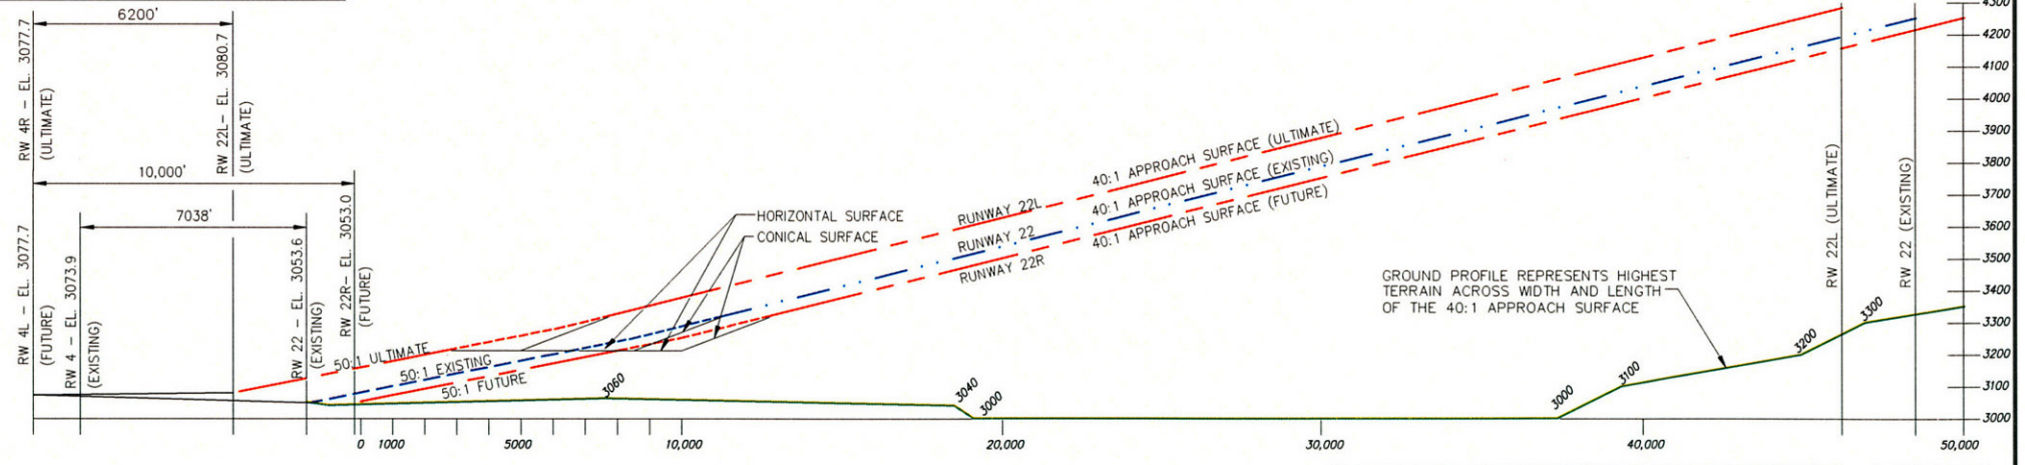 6200'
RW 4R – EL. 3077.7
(ULTIMATE)
RW 22L– EL. 3080.7
(ULTIMATE)
10,000'
7038'
RW 4L – EL. 3077.7
(FUTURE)
RW 4 – EL. 3073.9
(EXISTING)
RW 22 – EL. 3053.6
(EXISTING)
RW 22R– EL. 3053.0
(FUTURE)
50:1 ULTIMATE
50:1 EXISTING
50:1 FUTURE
HORIZONTAL SURFACE
CONICAL SURFACE
RUNWAY 22L
RUNWAY 22
RUNWAY 22R
40:1 APPROACH SURFACE (ULTIMATE)
40:1 APPROACH SURFACE (EXISTING)
40:1 APPROACH SURFACE (FUTURE)
GROUND PROFILE REPRESENTS HIGHEST
TERRAIN ACROSS WIDTH AND LENGTH
OF THE 40:1 APPROACH SURFACE
RW 22L (ULTIMATE)
RW 22 (EXISTING)
3060
3040
3000
3000
3100
3200
3300
4300
4200
4100
4000
3900
3800
3700
3600
3500
3400
3300
3200
3100
3000
0
1000
5000
10,000
20,000
30,000
40,000
50,000